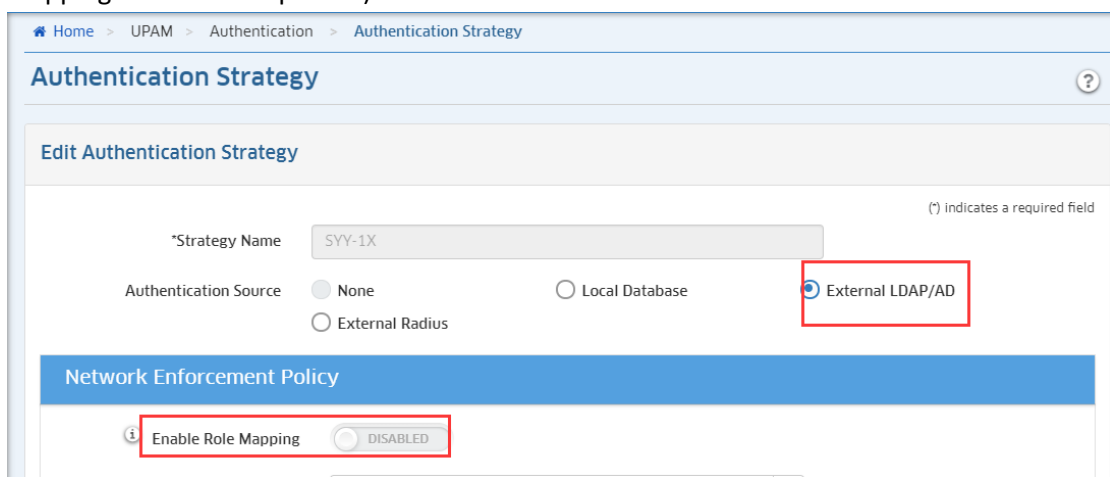 Home > UPAM > Authentication > Authentication Strategy
Authentication Strategy ?
Edit Authentication Strategy
(*) indicates a required field
*Strategy Name SYY-1X
Authentication Source None Local Database External LDAP/AD
External Radius
Network Enforcement Policy
i Enable Role Mapping DISABLED